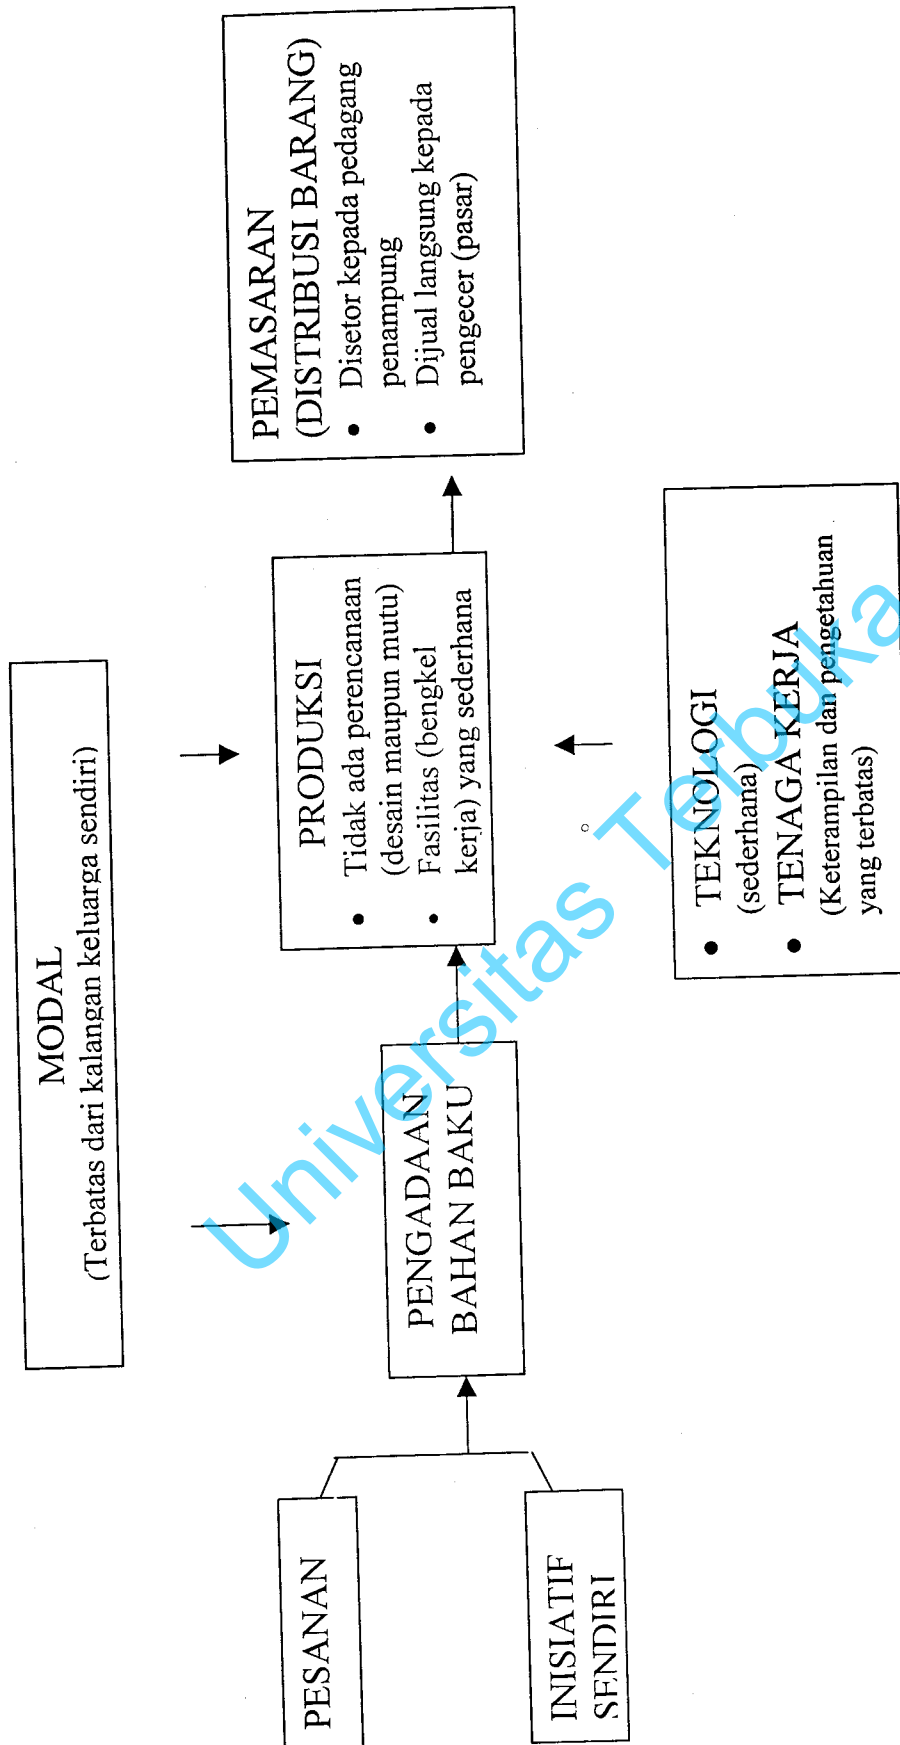 MODAL
(Terbatas dari kalangan keluarga sendiri)
PESANAN
INISIATIF
SENDIRI
PENGADAAN
BAHAN BAKU
PRODUKSI
• Tidak ada perencanaan
(desain maupun mutu)
• Fasilitas (bengkel
kerja) yang sederhana
PEMASARAN
(DISTRIBUSI BARANG)
• Disetor kepada pedagang
penampung
• Dijual langsung kepada
pengecer (pasar)
• TEKNOLOGI
(sederhana)
• TENAGA KERJA
(Keterampilan dan pengetahuan
yang terbatas)
Universitas Terbuka